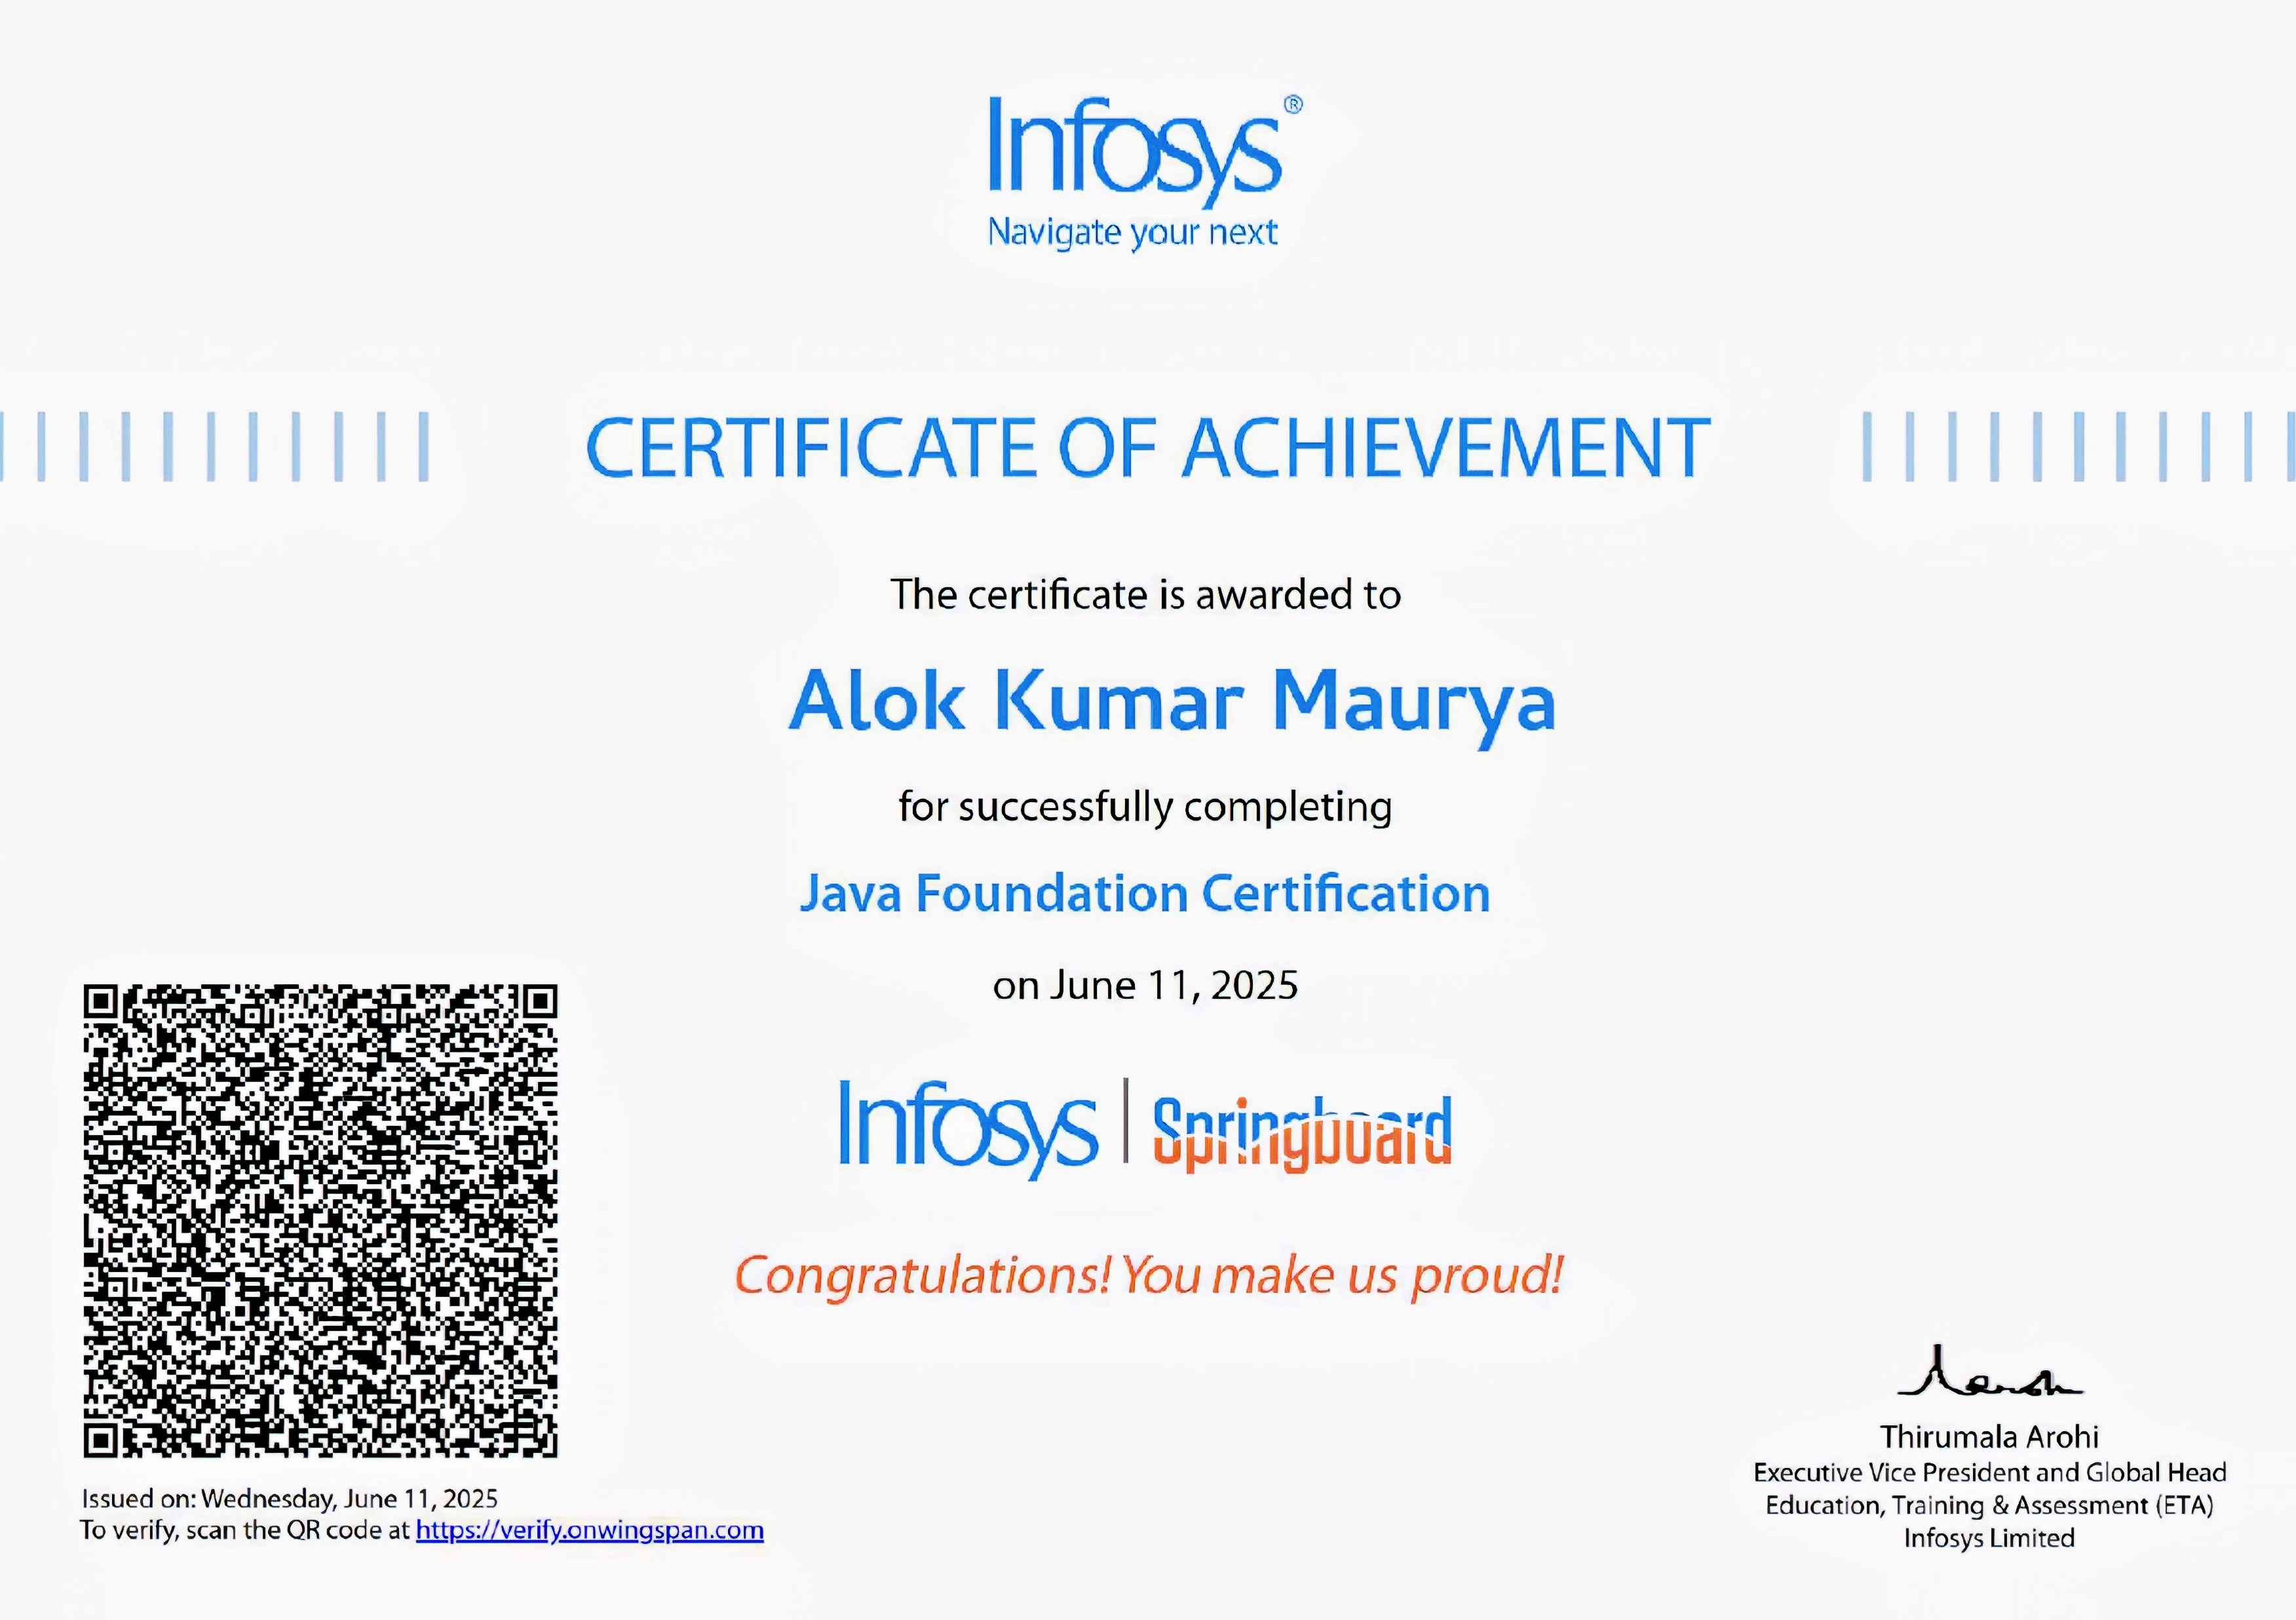 Infosys®
Navigate your next
CERTIFICATE OF ACHIEVEMENT
The certificate is awarded to
Alok Kumar Maurya
for successfully completing
Java Foundation Certification
on June 11, 2025
Infosys | Springboard
Congratulations! You make us proud!
Issued on: Wednesday, June 11, 2025
To verify, scan the QR code at https://verify.onwingspan.com
Thirumala Arohi
Executive Vice President and Global Head
Education, Training & Assessment (ETA)
Infosys Limited